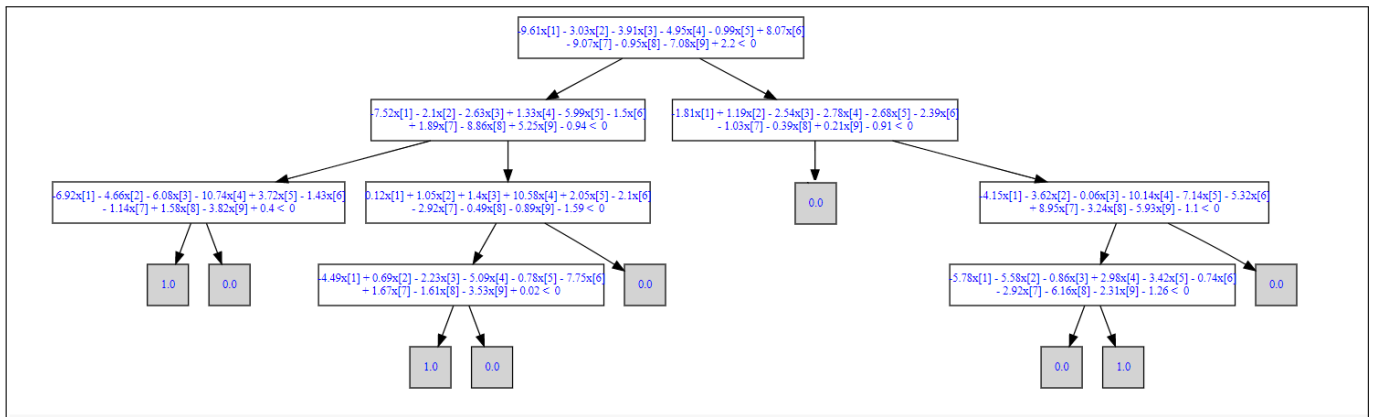 -9.61x[1] - 3.03x[2] - 3.91x[3] - 4.95x[4] - 0.99x[5] + 8.07x[6]
- 9.07x[7] - 0.95x[8] - 7.08x[9] + 2.2 < 0
-7.52x[1] - 2.1x[2] - 2.63x[3] + 1.33x[4] - 5.99x[5] - 1.5x[6]
+ 1.89x[7] - 8.86x[8] + 5.25x[9] - 0.94 < 0
-1.81x[1] + 1.19x[2] - 2.54x[3] - 2.78x[4] - 2.68x[5] - 2.39x[6]
- 1.03x[7] - 0.39x[8] + 0.21x[9] - 0.91 < 0
-6.92x[1] - 4.66x[2] - 6.08x[3] - 10.74x[4] + 3.72x[5] - 1.43x[6]
- 1.14x[7] + 1.58x[8] - 3.82x[9] + 0.4 < 0
0.12x[1] + 1.05x[2] + 1.4x[3] + 10.58x[4] + 2.05x[5] - 2.1x[6]
- 2.92x[7] - 0.49x[8] - 0.89x[9] - 1.59 < 0
0.0
-4.15x[1] - 3.62x[2] - 0.06x[3] - 10.14x[4] - 7.14x[5] - 5.32x[6]
+ 8.95x[7] - 3.24x[8] - 5.93x[9] - 1.1 < 0
1.0
0.0
-4.49x[1] + 0.69x[2] - 2.23x[3] - 5.09x[4] - 0.78x[5] - 7.75x[6]
+ 1.67x[7] - 1.61x[8] - 3.53x[9] + 0.02 < 0
0.0
-5.78x[1] - 5.58x[2] - 0.86x[3] + 2.98x[4] - 3.42x[5] - 0.74x[6]
- 2.92x[7] - 6.16x[8] - 2.31x[9] - 1.26 < 0
0.0
1.0
0.0
0.0
1.0